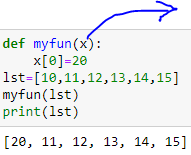 def myfun(x):
    x[0]=20
lst=[10,11,12,13,14,15]
myfun(lst)
print(lst)
[20, 11, 12, 13, 14, 15]